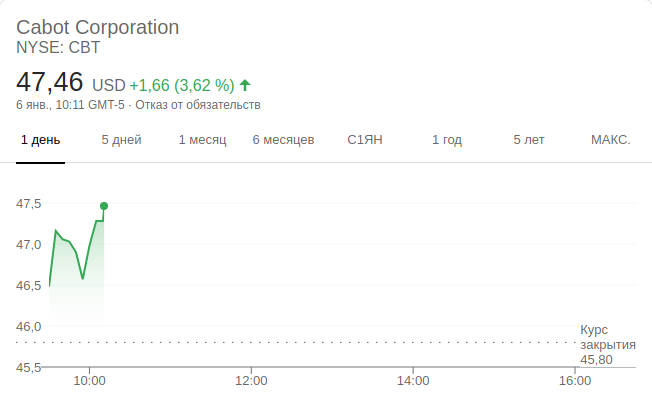 Cabot Corporation
NYSE: CBT
47,46 USD +1,66 (3,62 %)
6 янв., 10:11 GMT-5 · Отказ от обязательств
1 день 5 дней 1 месяц 6 месяцев С1ЯН 1 год 5 лет МАКС.
47,5
47,0
46,5
46,0
Курс
закрытия
45,80
45,5
10:00 12:00 14:00 16:00